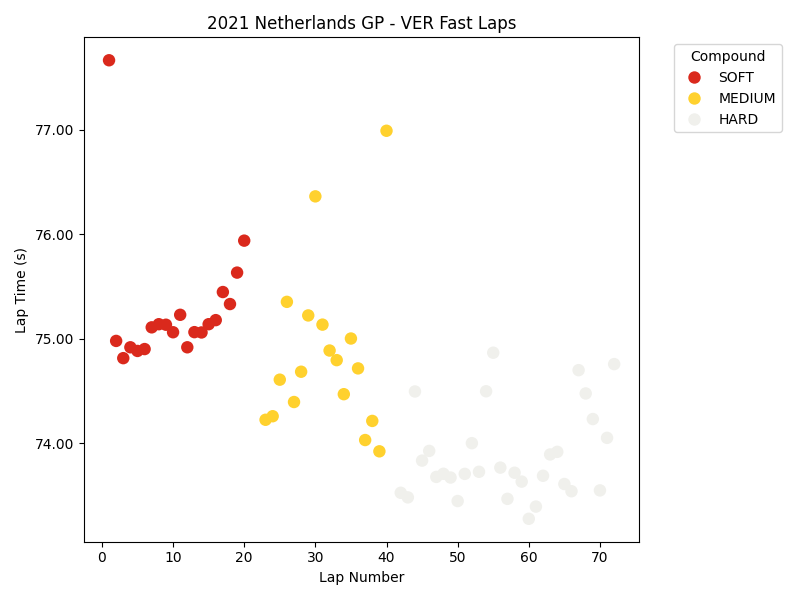 2021 Netherlands GP - VER Fast Laps
Compound
SOFT
MEDIUM
HARD
77.00
76.00
75.00
74.00
Lap Time (s)
0 10 20 30 40 50 60 70
Lap Number